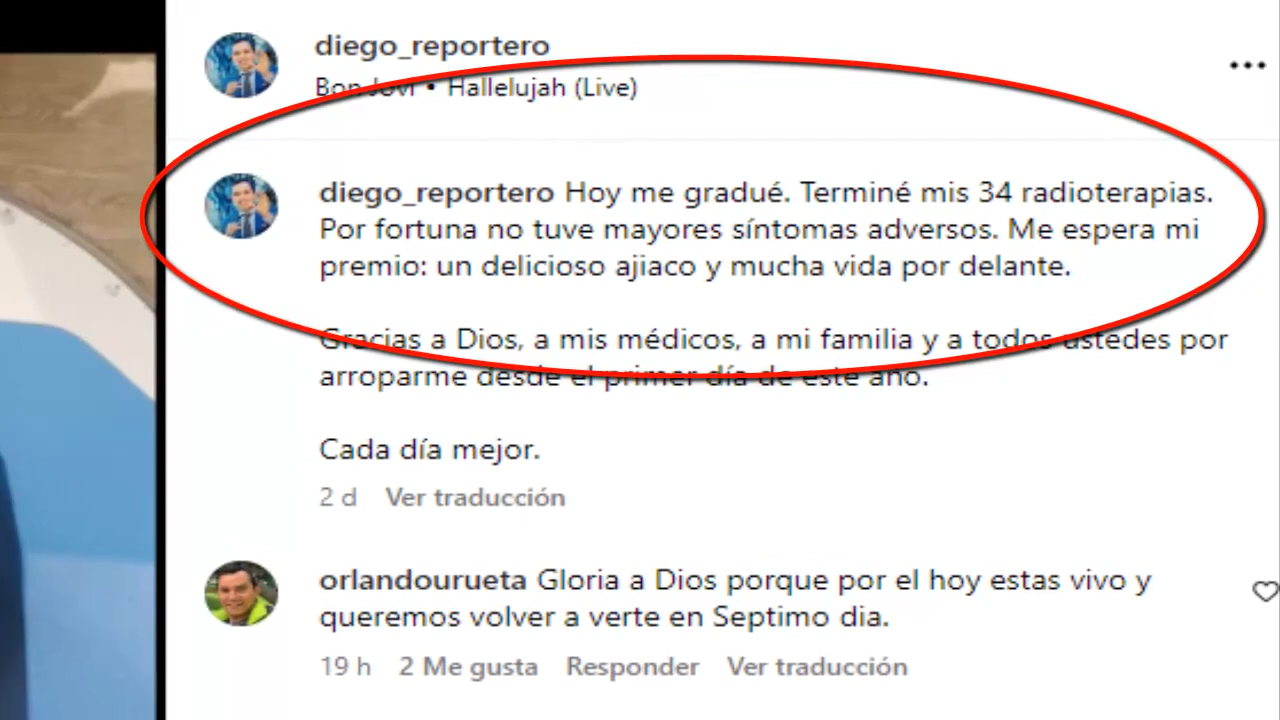 diego_reportero
Bon Jovi • Hallelujah (Live)
diego_reportero Hoy me gradué. Terminé mis 34 radioterapias.
Por fortuna no tuve mayores síntomas adversos. Me espera mi
premio: un delicioso ajiaco y mucha vida por delante.
Gracias a Dios, a mis médicos, a mi familia y a todos ustedes por
arroparme desde el primer día de este año.
Cada día mejor.
2 d Ver traducción
orlandourueta Gloria a Dios porque por el hoy estas vivo y
queremos volver a verte en Septimo dia.
19 h 2 Me gusta Responder Ver traducción